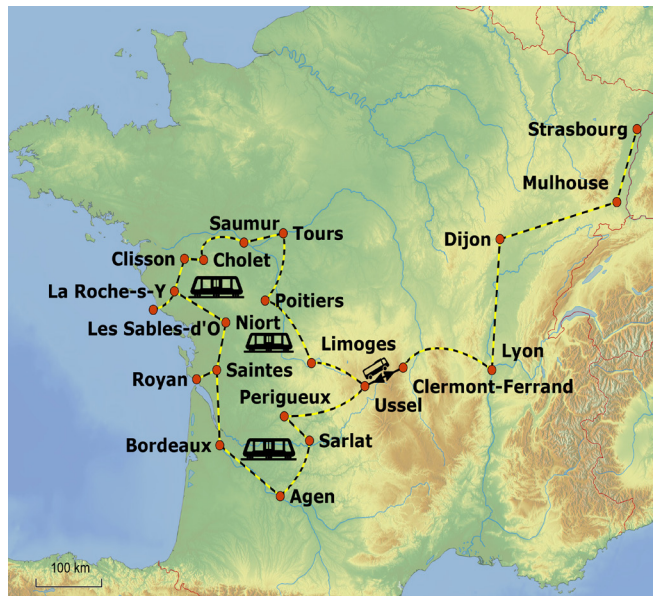 Strasbourg
Mulhouse
Saumur
Tours
Dijon
Clisson
Cholet
La Roche-s-Y
Poitiers
Les Sables-d'O
Niort
Limoges
Lyon
Royan
Saintes
Clermont-Ferrand
Perigueux
Ussel
Bordeaux
Sarlat
Agen
100 km